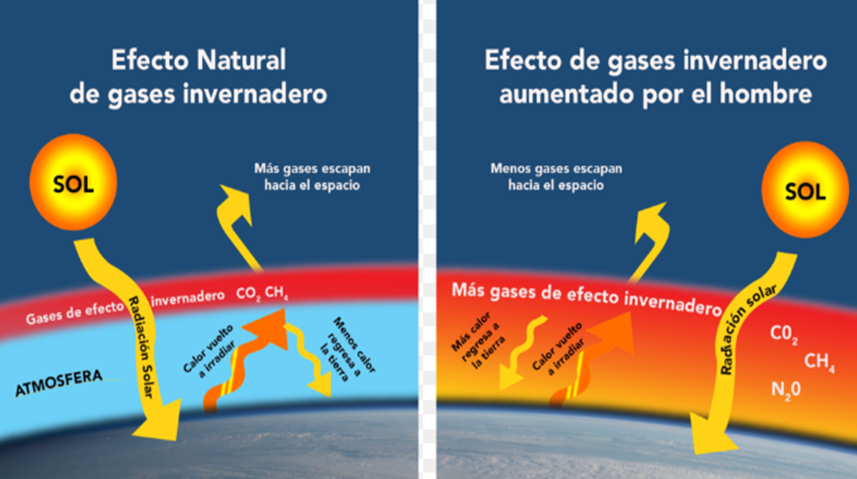 Efecto Natural
de gases invernadero
SOL
Más gases escapan
hacia el espacio
Gases de efecto invernadero CO₂ CH₄
Radiación Solar
Calor vuelto
a irradiar
Menos calor
regresa a
la tierra
ATMOSFERA
Efecto de gases invernadero
aumentado por el hombre
Menos gases escapan
hacia el espacio
SOL
Más gases de efecto invernadero
Más calor
regresa a
la tierra
Calor vuelto
a irradiar
Radiación solar
C0₂
CH₄
N₂0